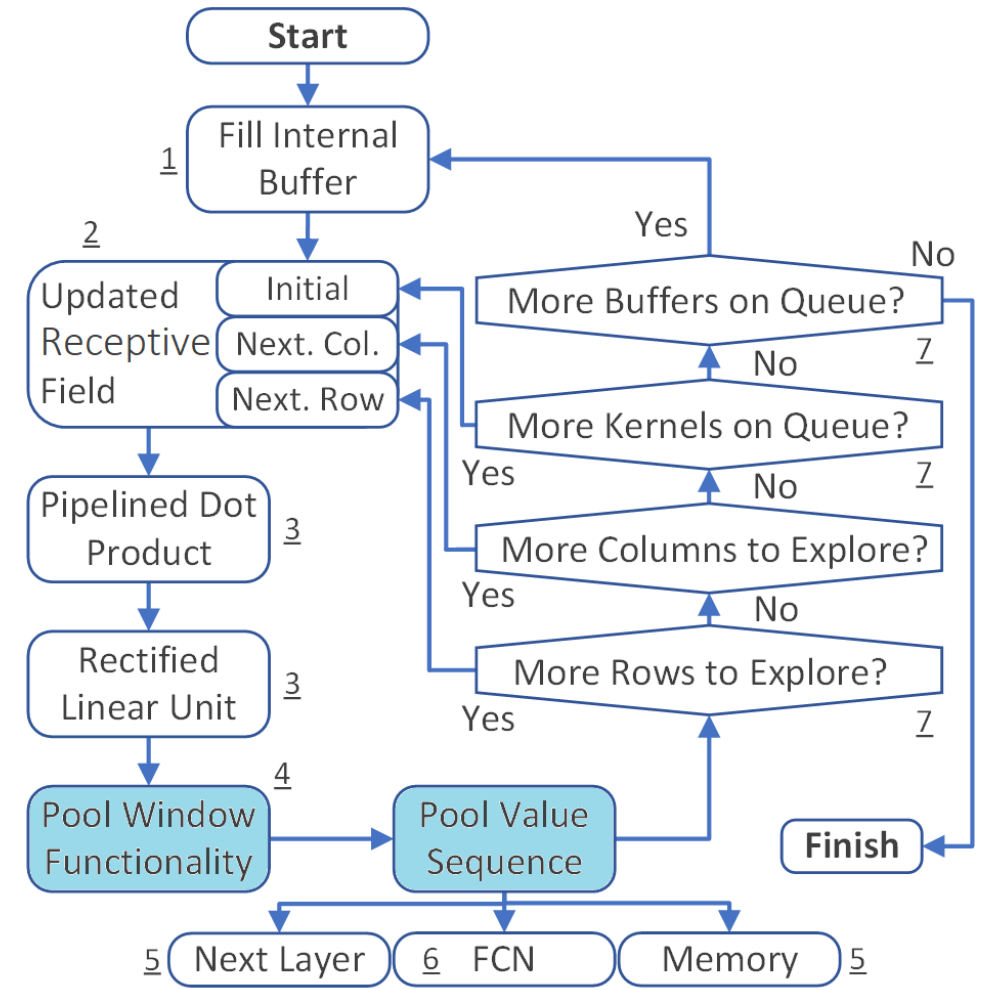 Start
Fill Internal
Buffer
1
2
Updated
Receptive
Field
Initial
Next. Col.
Next. Row
Pipelined Dot
Product
3
Rectified
Linear Unit
3
4
Pool Window
Functionality
Pool Value
Sequence
5
Next Layer
6
FCN
Memory
5
Yes
No
More Buffers on Queue?
7
No
More Kernels on Queue?
Yes
7
No
More Columns to Explore?
Yes
No
More Rows to Explore?
Yes
7
Finish